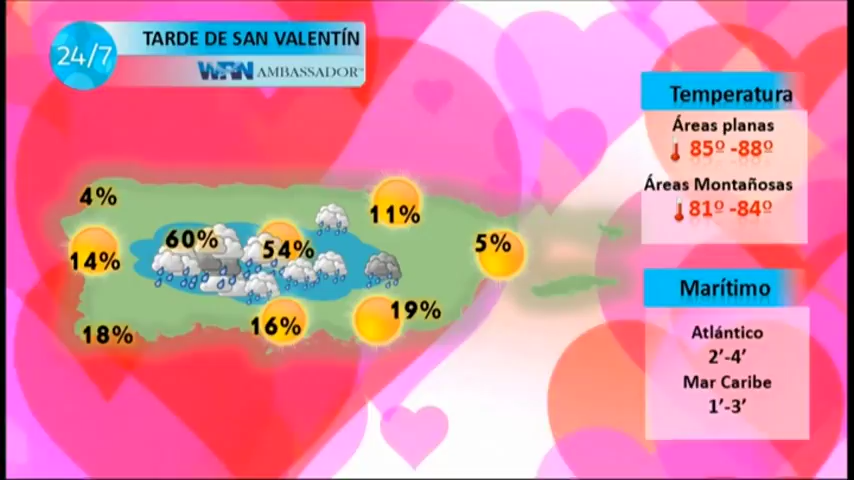 24/7
TARDE DE SAN VALENTÍN
WRN AMBASSADOR™
4%
11%
60%
54%
5%
14%
16%
19%
18%
Temperatura
Áreas planas
85º -88º
Áreas Montañosas
81º -84º
Marítimo
Atlántico
2’-4’
Mar Caribe
1’-3’